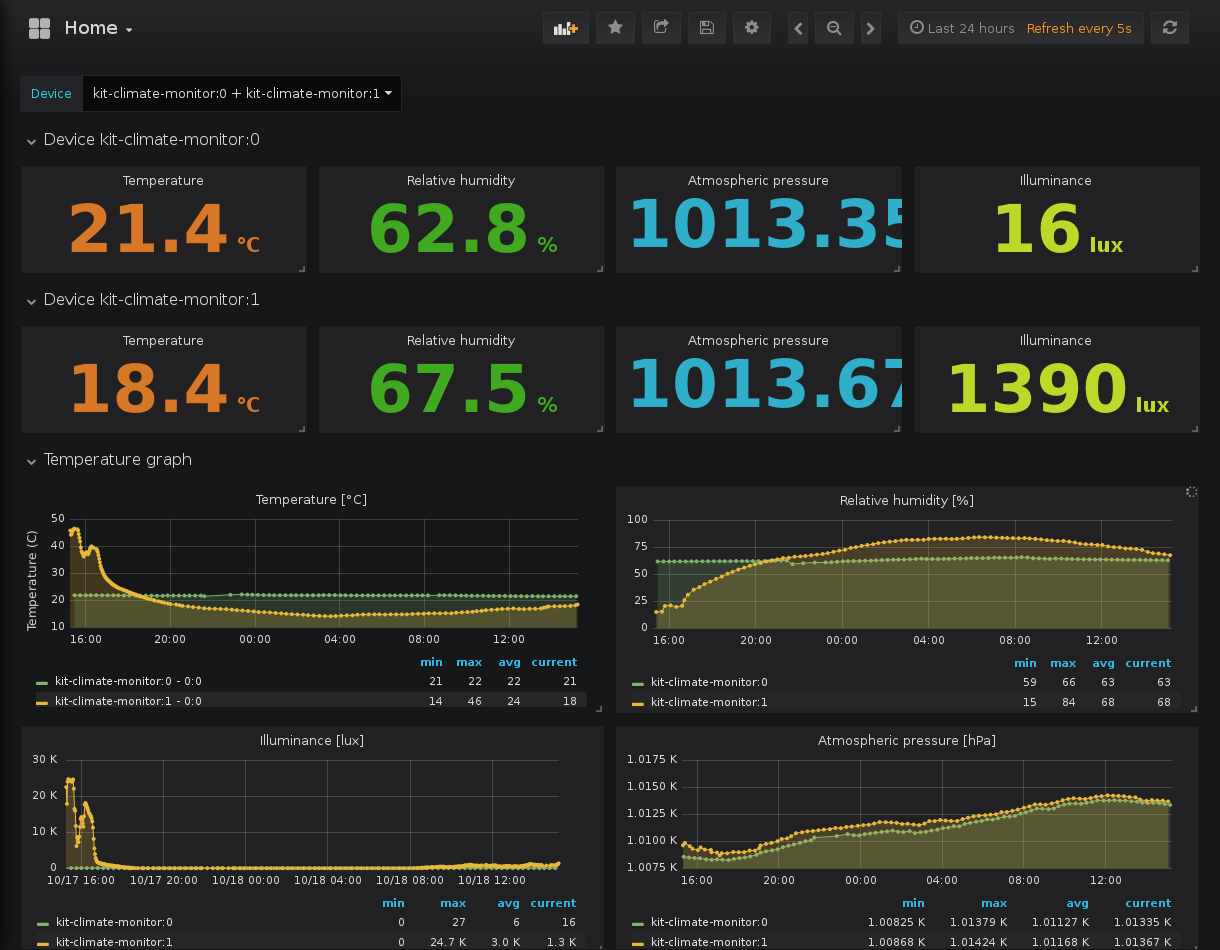 Home
Last 24 hours Refresh every 5s
Device kit-climate-monitor:0 + kit-climate-monitor:1
Device kit-climate-monitor:0
Temperature Relative humidity Atmospheric pressure Illuminance
21.4 °C 62.8 % 1013.35 16 lux
Device kit-climate-monitor:1
Temperature Relative humidity Atmospheric pressure Illuminance
18.4 °C 67.5 % 1013.67 1390 lux
Temperature graph
Temperature [°C]
Temperature (C)
50
40
30
20
10
16:00 20:00 00:00 04:00 08:00 12:00
min max avg current
kit-climate-monitor:0 - 0:0 21 22 22 21
kit-climate-monitor:1 - 0:0 14 46 24 18
Relative humidity [%]
100
75
50
25
0
16:00 20:00 00:00 04:00 08:00 12:00
min max avg current
kit-climate-monitor:0 59 66 63 63
kit-climate-monitor:1 15 84 68 68
Illuminance [lux]
30 K
20 K
10 K
0
10/17 16:00 10/17 20:00 10/18 00:00 10/18 04:00 10/18 08:00 10/18 12:00
min max avg current
kit-climate-monitor:0 0 27 6 16
kit-climate-monitor:1 0 24.7 K 3.0 K 1.3 K
Atmospheric pressure [hPa]
1.0175 K
1.0150 K
1.0125 K
1.0100 K
1.0075 K
16:00 20:00 00:00 04:00 08:00 12:00
min max avg current
kit-climate-monitor:0 1.00825 K 1.01379 K 1.01127 K 1.01335 K
kit-climate-monitor:1 1.00868 K 1.01424 K 1.01168 K 1.01367 K